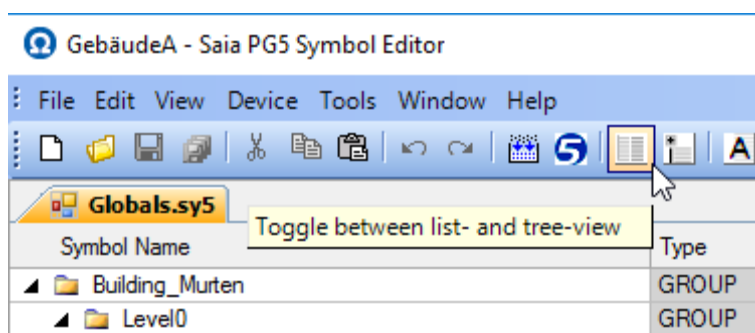 GebäudeA - Saia PG5 Symbol Editor
File Edit View Device Tools Window Help
Globals.sy5
Toggle between list- and tree-view
Symbol Name Type
Building_Murten GROUP
Level0 GROUP